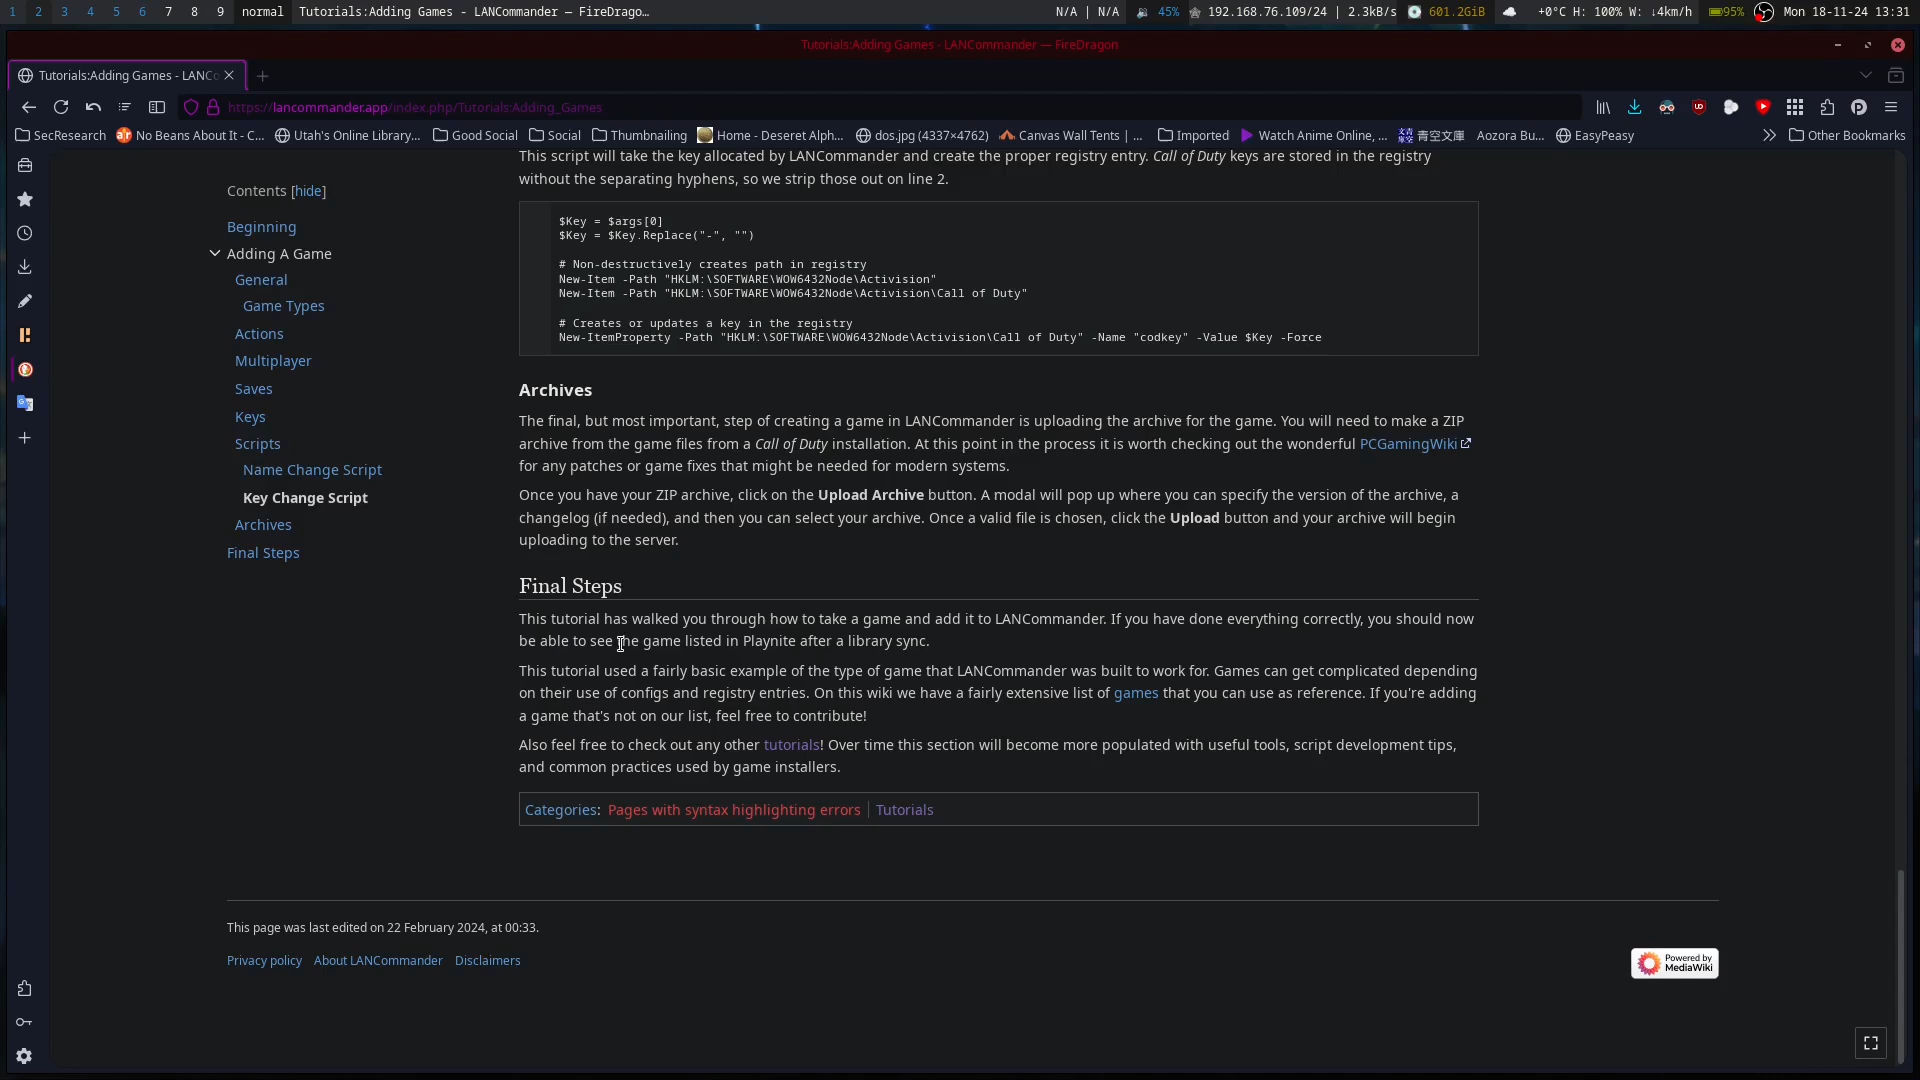 1 2 3 4 5 6 7 8 9 normal Tutorials:Adding Games - LANCommander — FireDrago…
N/A | N/A 45% 192.168.76.109/24 | 2.3kB/s 601.2GiB +0°C H: 100% W: ↓4km/h 95% Mon 18-11-24 13:31
Tutorials:Adding Games - LANCommander — FireDragon
Tutorials:Adding Games - LANCo
https://lancommander.app/index.php/Tutorials:Adding_Games
SecResearch No Beans About It - C... Utah's Online Library... Good Social Social Thumbnailing Home - Deseret Alph... dos.jpg (4337×4762) Canvas Wall Tents | ... Imported Watch Anime Online, ... 青空文庫 Aozora Bu... EasyPeasy Other Bookmarks
Contents [hide]
Beginning
Adding A Game
General
Game Types
Actions
Multiplayer
Saves
Keys
Scripts
Name Change Script
Key Change Script
Archives
Final Steps
This script will take the key allocated by LANCommander and create the proper registry entry. Call of Duty keys are stored in the registry
without the separating hyphens, so we strip those out on line 2.
$Key = $args[0]
$Key = $Key.Replace("-", "")
# Non-destructively creates path in registry
New-Item -Path "HKLM:\SOFTWARE\WOW6432Node\Activision"
New-Item -Path "HKLM:\SOFTWARE\WOW6432Node\Activision\Call of Duty"
# Creates or updates a key in the registry
New-ItemProperty -Path "HKLM:\SOFTWARE\WOW6432Node\Activision\Call of Duty" -Name "codkey" -Value $Key -Force
Archives
The final, but most important, step of creating a game in LANCommander is uploading the archive for the game. You will need to make a ZIP
archive from the game files from a Call of Duty installation. At this point in the process it is worth checking out the wonderful PCGamingWiki
for any patches or game fixes that might be needed for modern systems.
Once you have your ZIP archive, click on the Upload Archive button. A modal will pop up where you can specify the version of the archive, a
changelog (if needed), and then you can select your archive. Once a valid file is chosen, click the Upload button and your archive will begin
uploading to the server.
Final Steps
This tutorial has walked you through how to take a game and add it to LANCommander. If you have done everything correctly, you should now
be able to see the game listed in Playnite after a library sync.
This tutorial used a fairly basic example of the type of game that LANCommander was built to work for. Games can get complicated depending
on their use of configs and registry entries. On this wiki we have a fairly extensive list of games that you can use as reference. If you're adding
a game that's not on our list, feel free to contribute!
Also feel free to check out any other tutorials! Over time this section will become more populated with useful tools, script development tips,
and common practices used by game installers.
Categories: Pages with syntax highlighting errors | Tutorials
This page was last edited on 22 February 2024, at 00:33.
Privacy policy About LANCommander Disclaimers
Powered by
MediaWiki